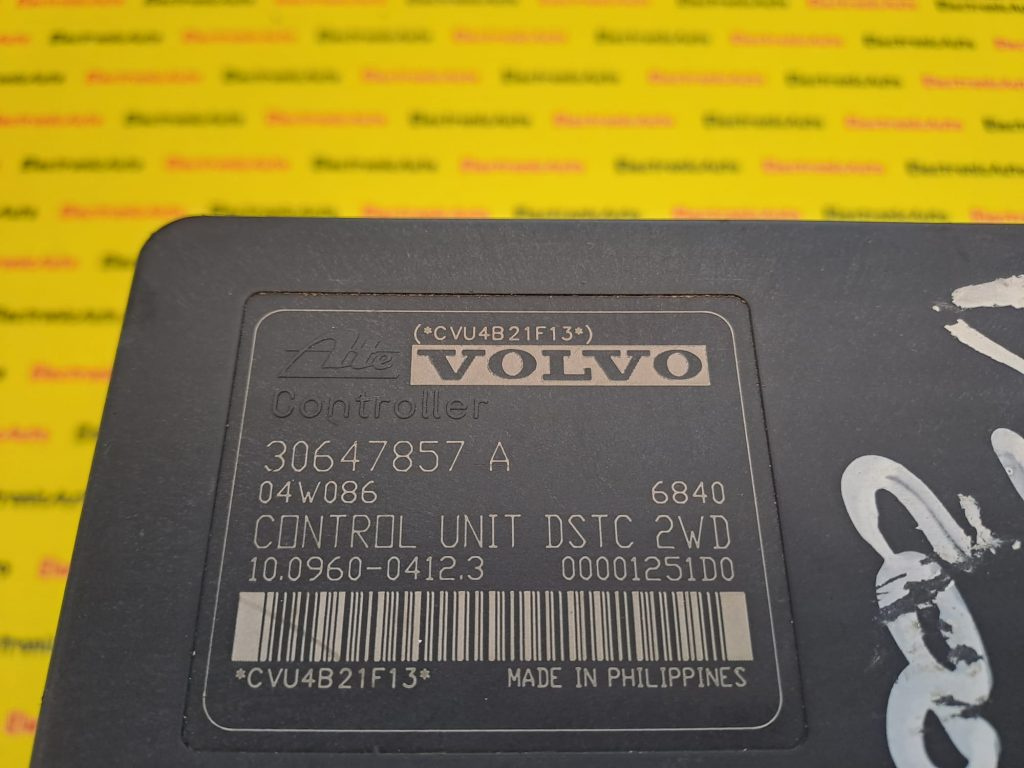 ElectronicAuto
(*CVU4B21F13*)
Ate VOLVO
Controller
30647857 A
04W086 6840
CONTROL UNIT DSTC 2WD
10.0960-0412.3 00001251D0
*CVU4B21F13* MADE IN PHILIPPINES